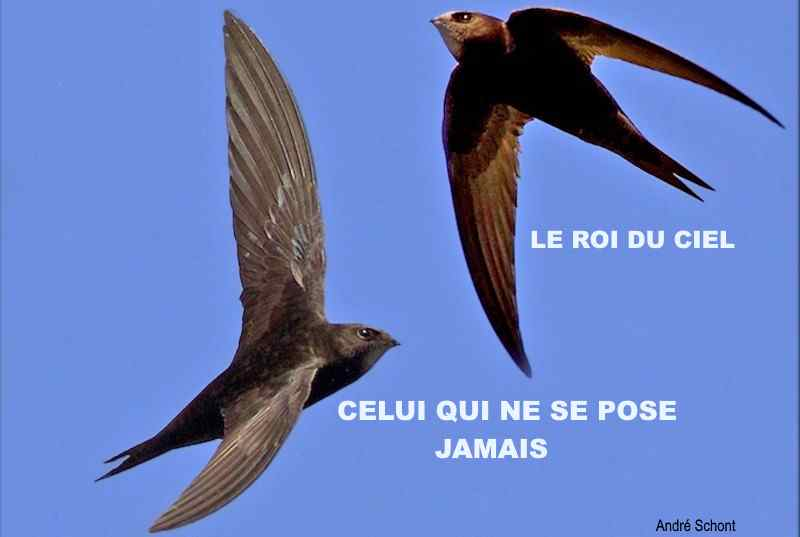 LE ROI DU CIEL
CELUI QUI NE SE POSE
JAMAIS
André Schont